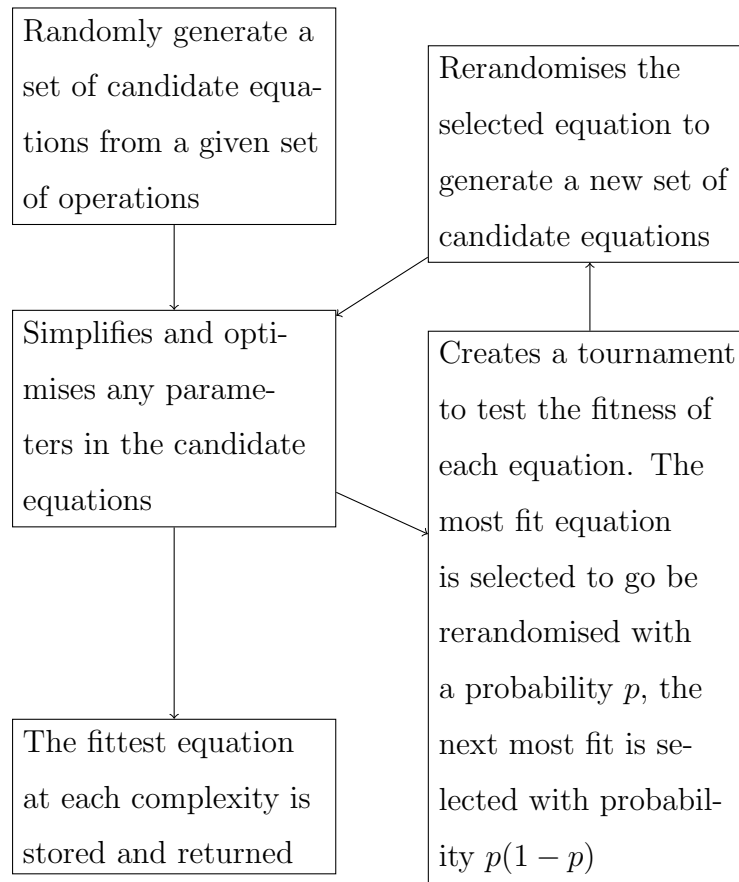 Randomly generate a
set of candidate equa-
tions from a given set
of operations
Rerandomises the
selected equation to
generate a new set of
candidate equations
Simplifies and opti-
mises any parame-
ters in the candidate
equations
Creates a tournament
to test the fitness of
each equation. The
most fit equation
is selected to go be
rerandomised with
a probability p, the
next most fit is se-
lected with probabil-
ity p(1 − p)
The fittest equation
at each complexity is
stored and returned